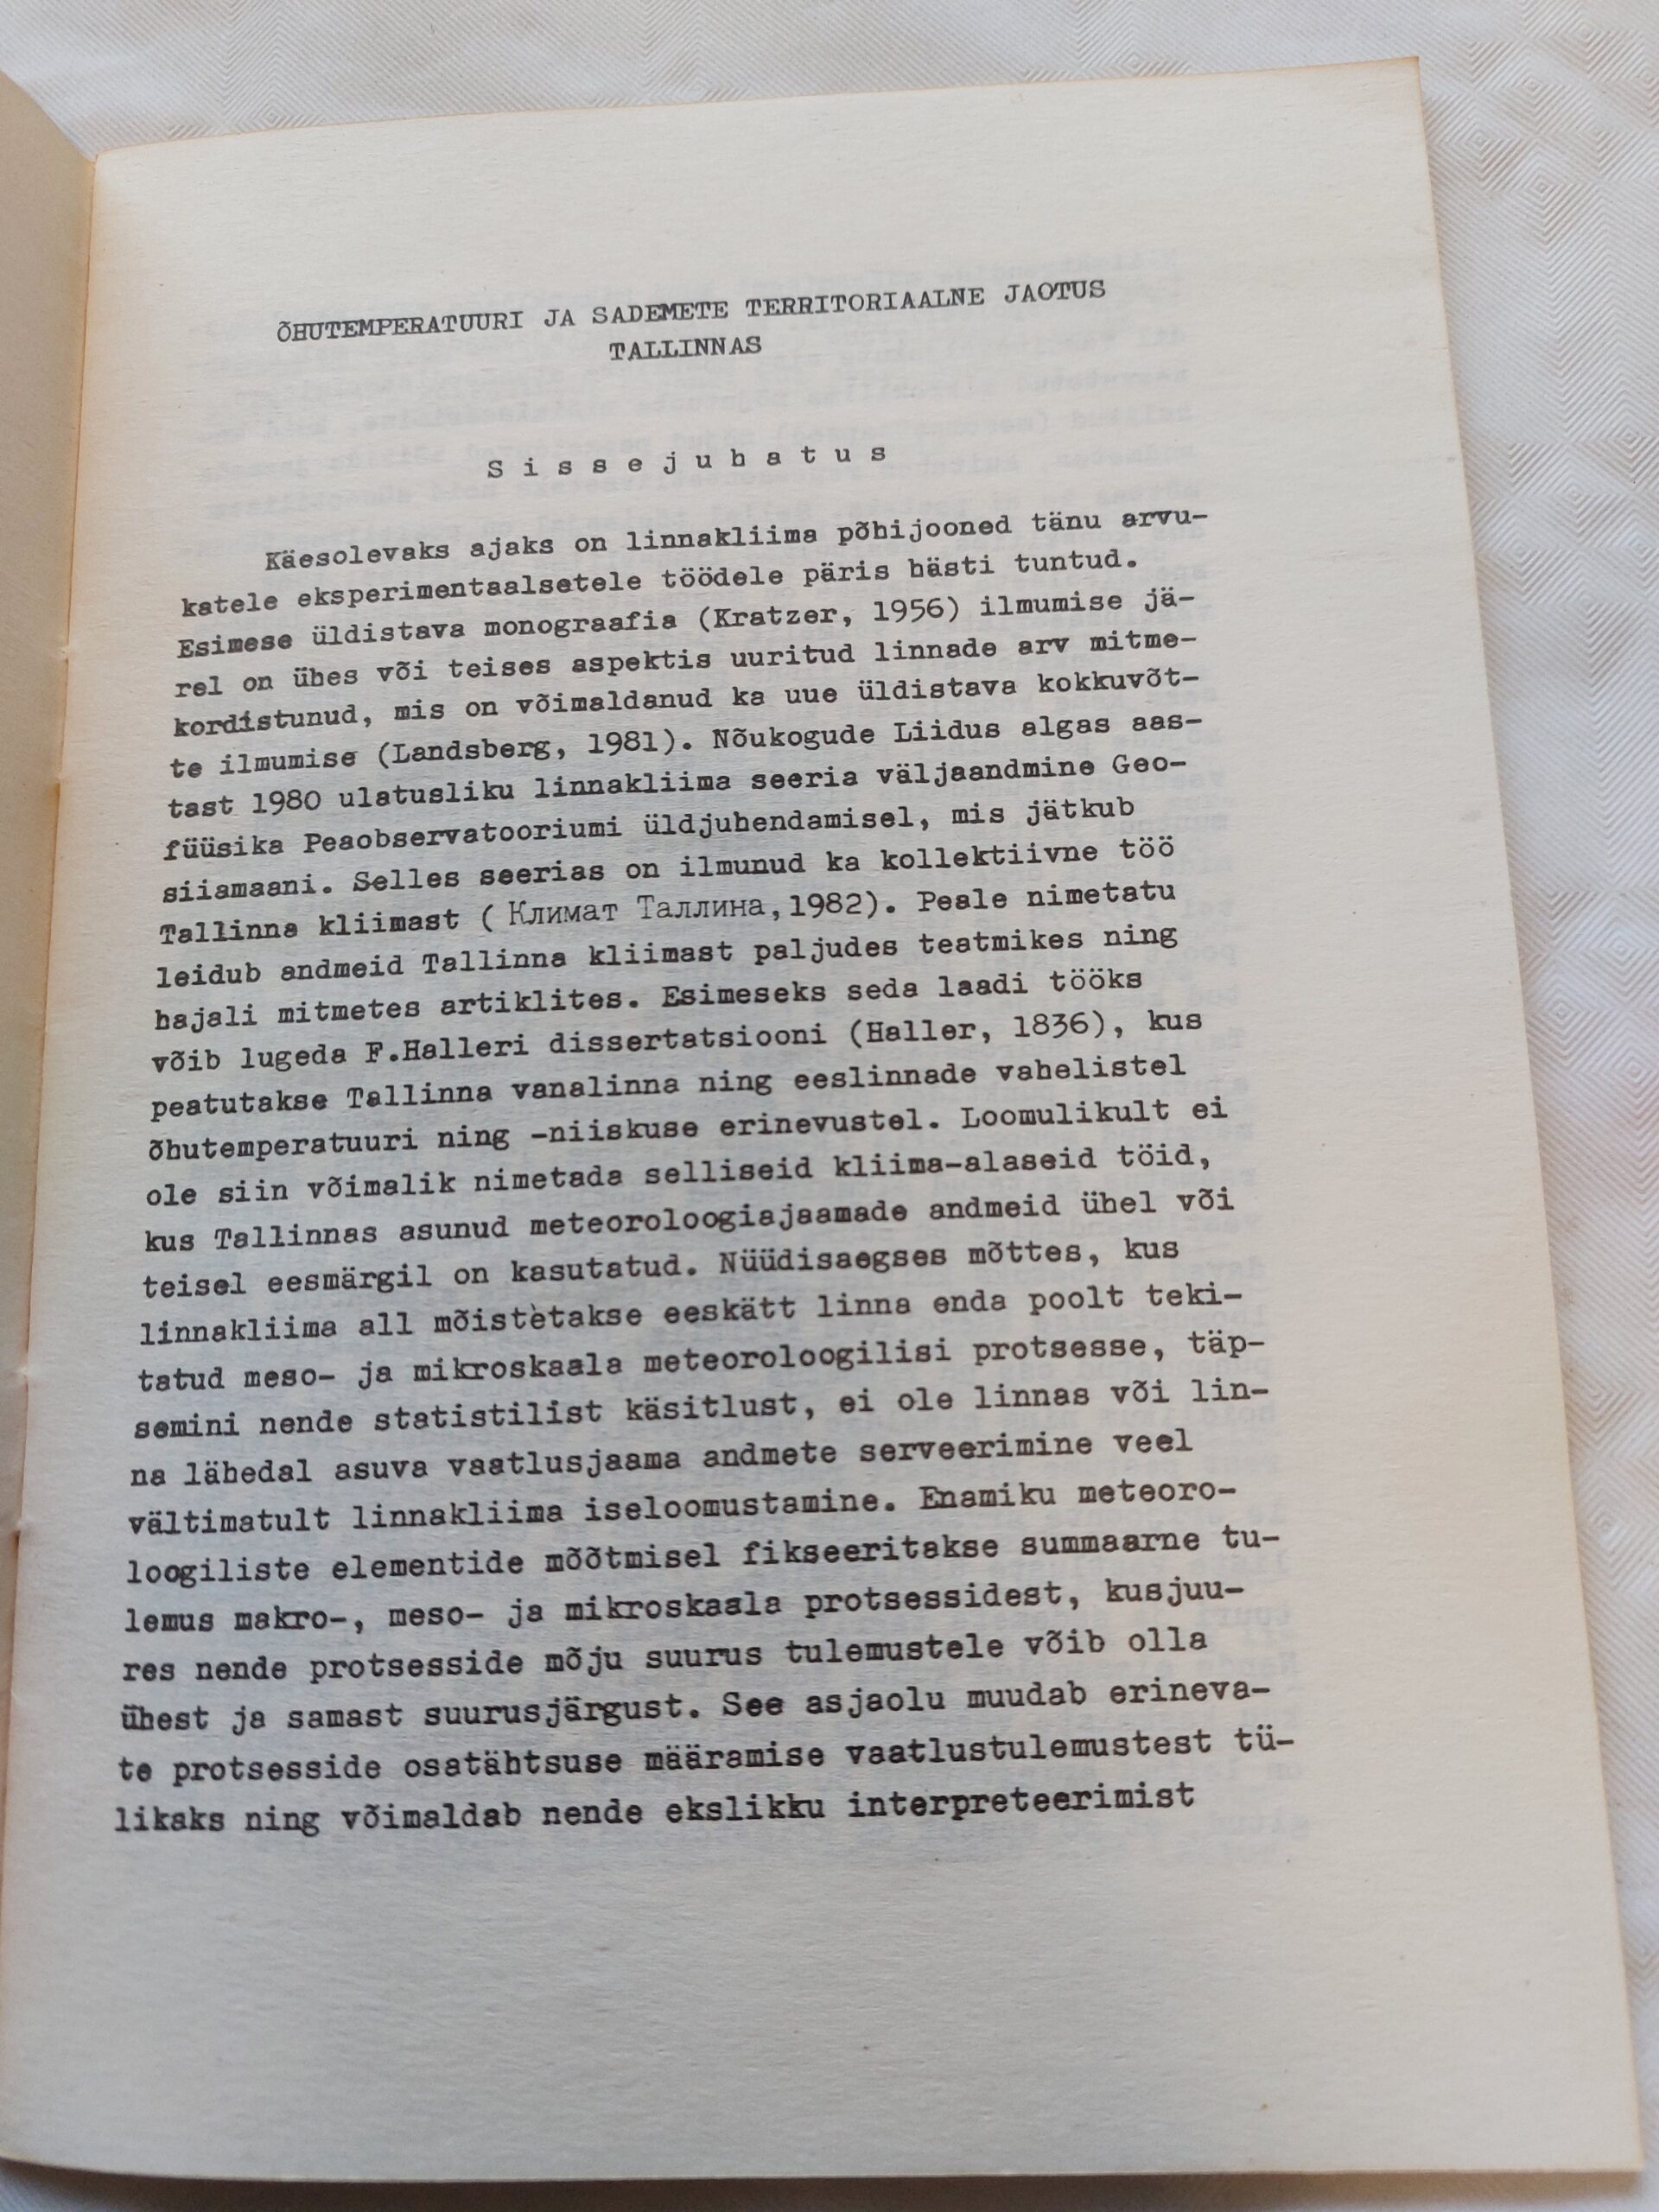 ÕHUTEMPERATUURI JA SADEMETE TERRITORIAALNE JAOTUS
TALLINNAS
Sissejuhatus
Käesolevaks ajaks on linnakliima põhijooned tänu arvu-
katele eksperimentaalsetele töödele päris hästi tuntud.
Esimese üldistava monograafia (Kratzer, 1956) ilmumise jä-
rel on ühes või teises aspektis uuritud linnade arv mitme-
kordistunud, mis on võimaldanud ka uue üldistava kokkuvõt-
te ilmumise (Landsberg, 1981). Nõukogude Liidus algas aas-
tast 1980 ulatusliku linnakliima seeria väljaandmine Geo-
füüsika Peaobservatooriumi üldjuhendamisel, mis jätkub
siiamaani. Selles seerias on ilmunud ka kollektiivne töö
Tallinna kliimast ( Климат Таллина, 1982). Peale nimetatu
leidub andmeid Tallinna kliimast paljudes teatmikes ning
hajali mitmetes artiklites. Esimeseks seda laadi tööks
võib lugeda F.Halleri dissertatsiooni (Haller, 1836), kus
peatutakse Tallinna vanalinna ning eeslinnade vahelistel
õhutemperatuuri ning -niiskuse erinevustel. Loomulikult ei
ole siin võimalik nimetada selliseid kliima-alaseid töid,
kus Tallinnas asunud meteoroloogiajaamade andmeid ühel või
teisel eesmärgil on kasutatud. Nüüdisaegses mõttes, kus
linnakliima all mõistetakse eeskätt linna enda poolt teki-
tatud meso- ja mikroskaala meteoroloogilisi protsesse, täp-
semini nende statistilist käsitlust, ei ole linnas või lin-
na lähedal asuva vaatlusjaama andmete serveerimine veel
vältimatult linnakliima iseloomustamine. Enamiku meteoro-
loogiliste elementide mõõtmisel fikseeritakse summaarne tu-
lemus makro-, meso- ja mikroskaala protsessidest, kusjuu-
res nende protsesside mõju suurus tulemustele võib olla
ühest ja samast suurusjärgust. See asjaolu muudab erineva-
te protsesside osatähtsuse määramise vaatlustulemustest tü-
likaks ning võimaldab nende ekslikku interpreteerimist